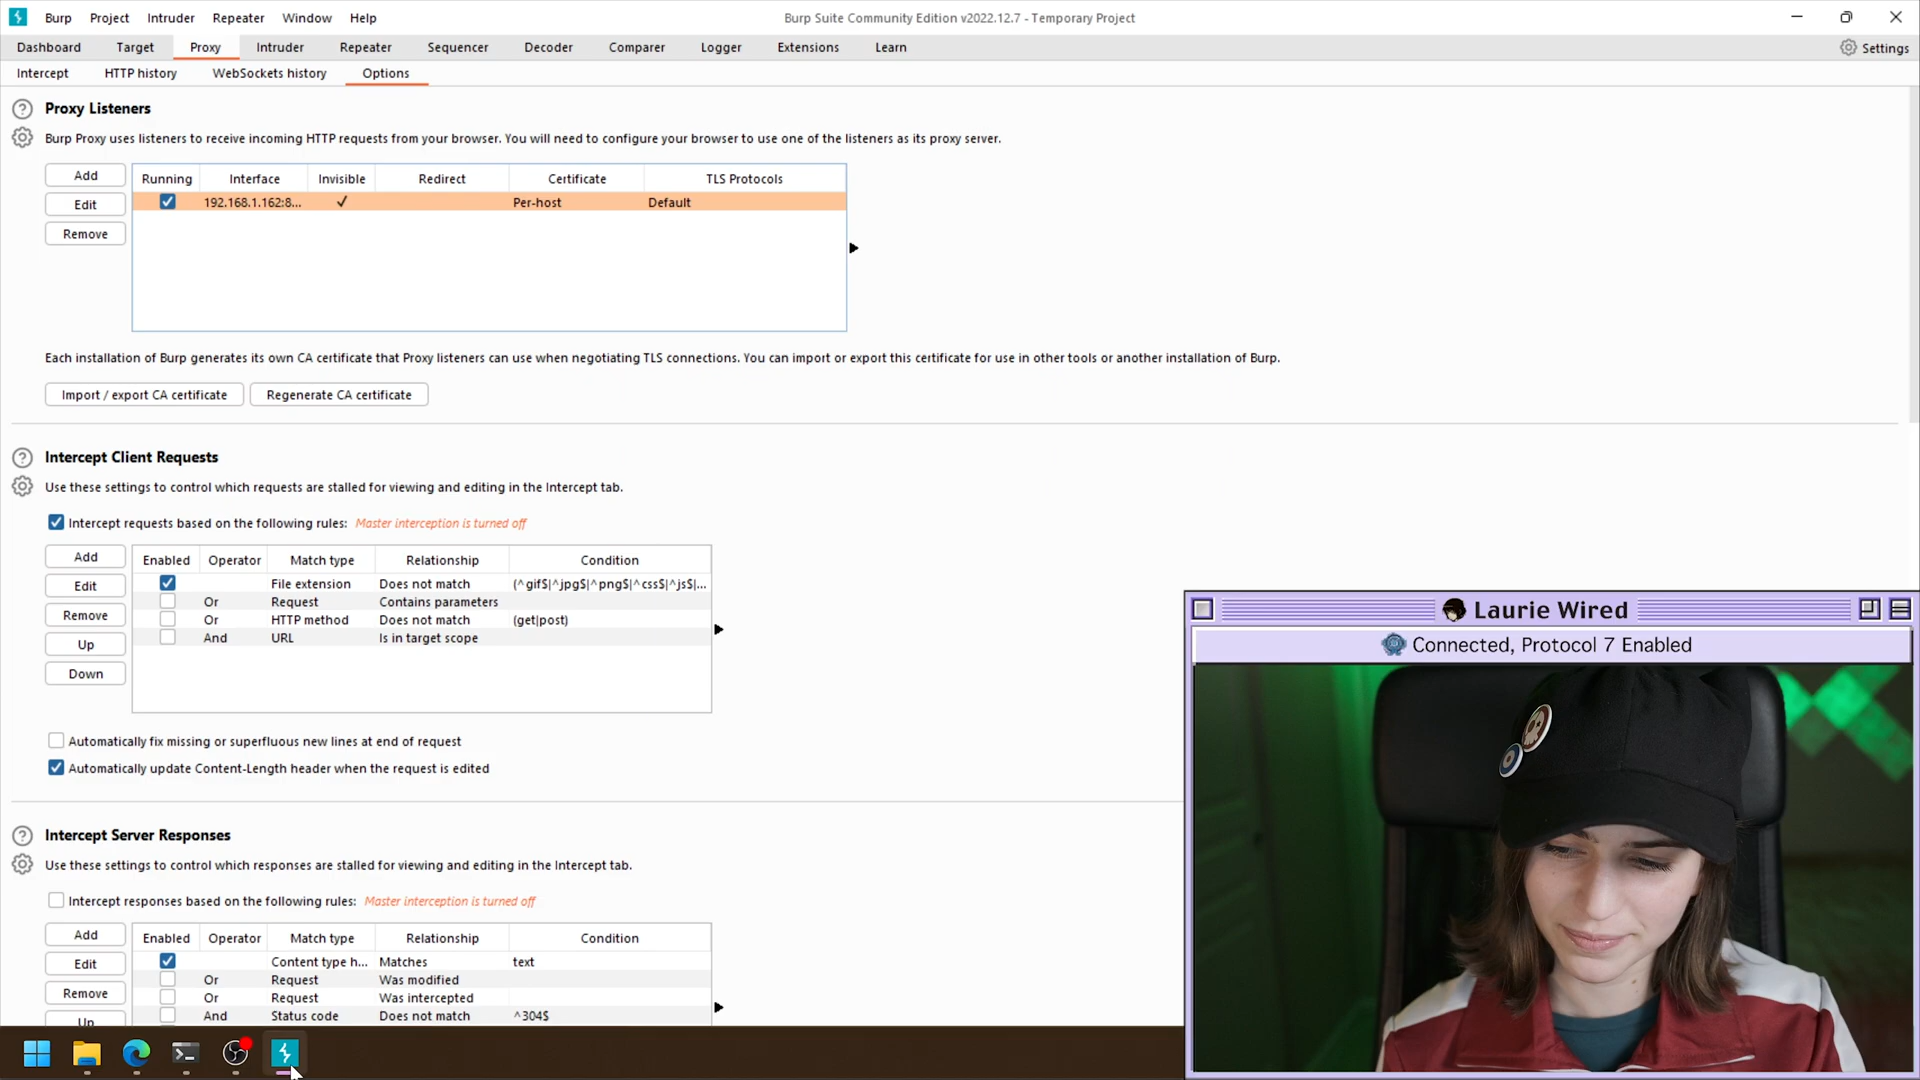 Burp Project Intruder Repeater Window Help Burp Suite Community Edition v2022.12.7 - Temporary Project
Dashboard Target Proxy Intruder Repeater Sequencer Decoder Comparer Logger Extensions Learn Settings
Intercept HTTP history WebSockets history Options
Proxy Listeners
Burp Proxy uses listeners to receive incoming HTTP requests from your browser. You will need to configure your browser to use one of the listeners as its proxy server.
Add Running Interface Invisible Redirect Certificate TLS Protocols
Edit 192.168.1.162:8... Per-host Default
Remove
Each installation of Burp generates its own CA certificate that Proxy listeners can use when negotiating TLS connections. You can import or export this certificate for use in other tools or another installation of Burp.
Import / export CA certificate Regenerate CA certificate
Intercept Client Requests
Use these settings to control which requests are stalled for viewing and editing in the Intercept tab.
Intercept requests based on the following rules: Master interception is turned off
Add Enabled Operator Match type Relationship Condition
Edit File extension Does not match (^gif$|^jpg$|^png$|^css$|^js$|...
Or Request Contains parameters
Remove Or HTTP method Does not match (get|post)
Up And URL Is in target scope
Down
Automatically fix missing or superfluous new lines at end of request
Automatically update Content-Length header when the request is edited
Intercept Server Responses
Use these settings to control which responses are stalled for viewing and editing in the Intercept tab.
Intercept responses based on the following rules: Master interception is turned off
Add Enabled Operator Match type Relationship Condition
Edit Content type h... Matches text
Or Request Was modified
Remove Or Request Was intercepted
Up And Status code Does not match ^304$
Laurie Wired
Connected, Protocol 7 Enabled